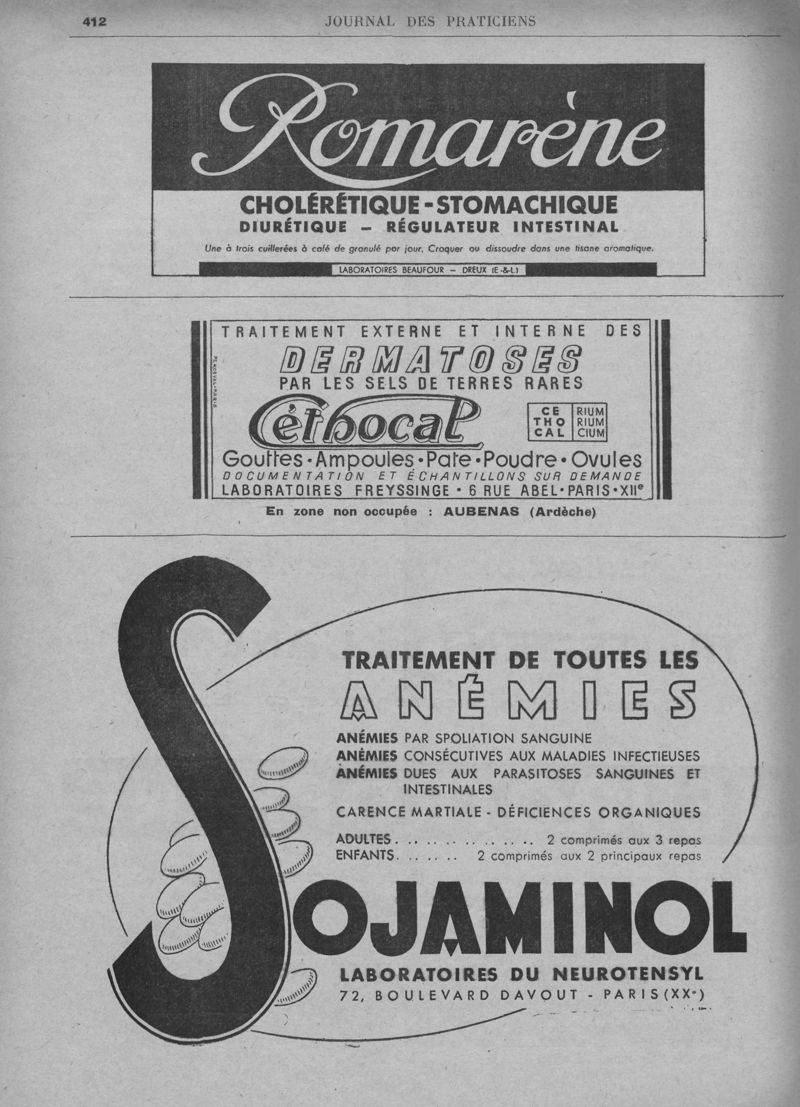 412
JOURNAL DES PRATICIENS
Romarène
CHOLÉRÉTIQUE - STOMACHIQUE
DIURÉTIQUE – RÉGULATEUR INTESTINAL
Une à trois cuillerées à café de granulé par jour. Croquer ou dissoudre dans une tisane aromatique.
LABORATOIRES BEAUFOUR – DREUX (E-&-L)
TRAITEMENT EXTERNE ET INTERNE DES
DERMATOSES
PAR LES SELS DE TERRES RARES
Céthocal
CE RIUM
THO RIUM
CAL CIUM
Gouttes • Ampoules • Pate • Poudre • Ovules
DOCUMENTATION ET ÉCHANTILLONS SUR DEMANDE
LABORATOIRES FREYSSINGE • 6 RUE ABEL • PARIS • XIIe
En zone non occupée : AUBENAS (Ardèche)
TRAITEMENT DE TOUTES LES
ANÉMIES
ANÉMIES PAR SPOLIATION SANGUINE
ANÉMIES CONSÉCUTIVES AUX MALADIES INFECTIEUSES
ANÉMIES DUES AUX PARASITOSES SANGUINES ET
INTESTINALES
CARENCE MARTIALE - DÉFICIENCES ORGANIQUES
ADULTES. . . . . . . . . . . . . . 2 comprimés aux 3 repas
ENFANTS. . . . . . . 2 comprimés aux 2 principaux repas
SOJAMINOL
LABORATOIRES DU NEUROTENSYL
72, BOULEVARD DAVOUT - PARIS (XXe)